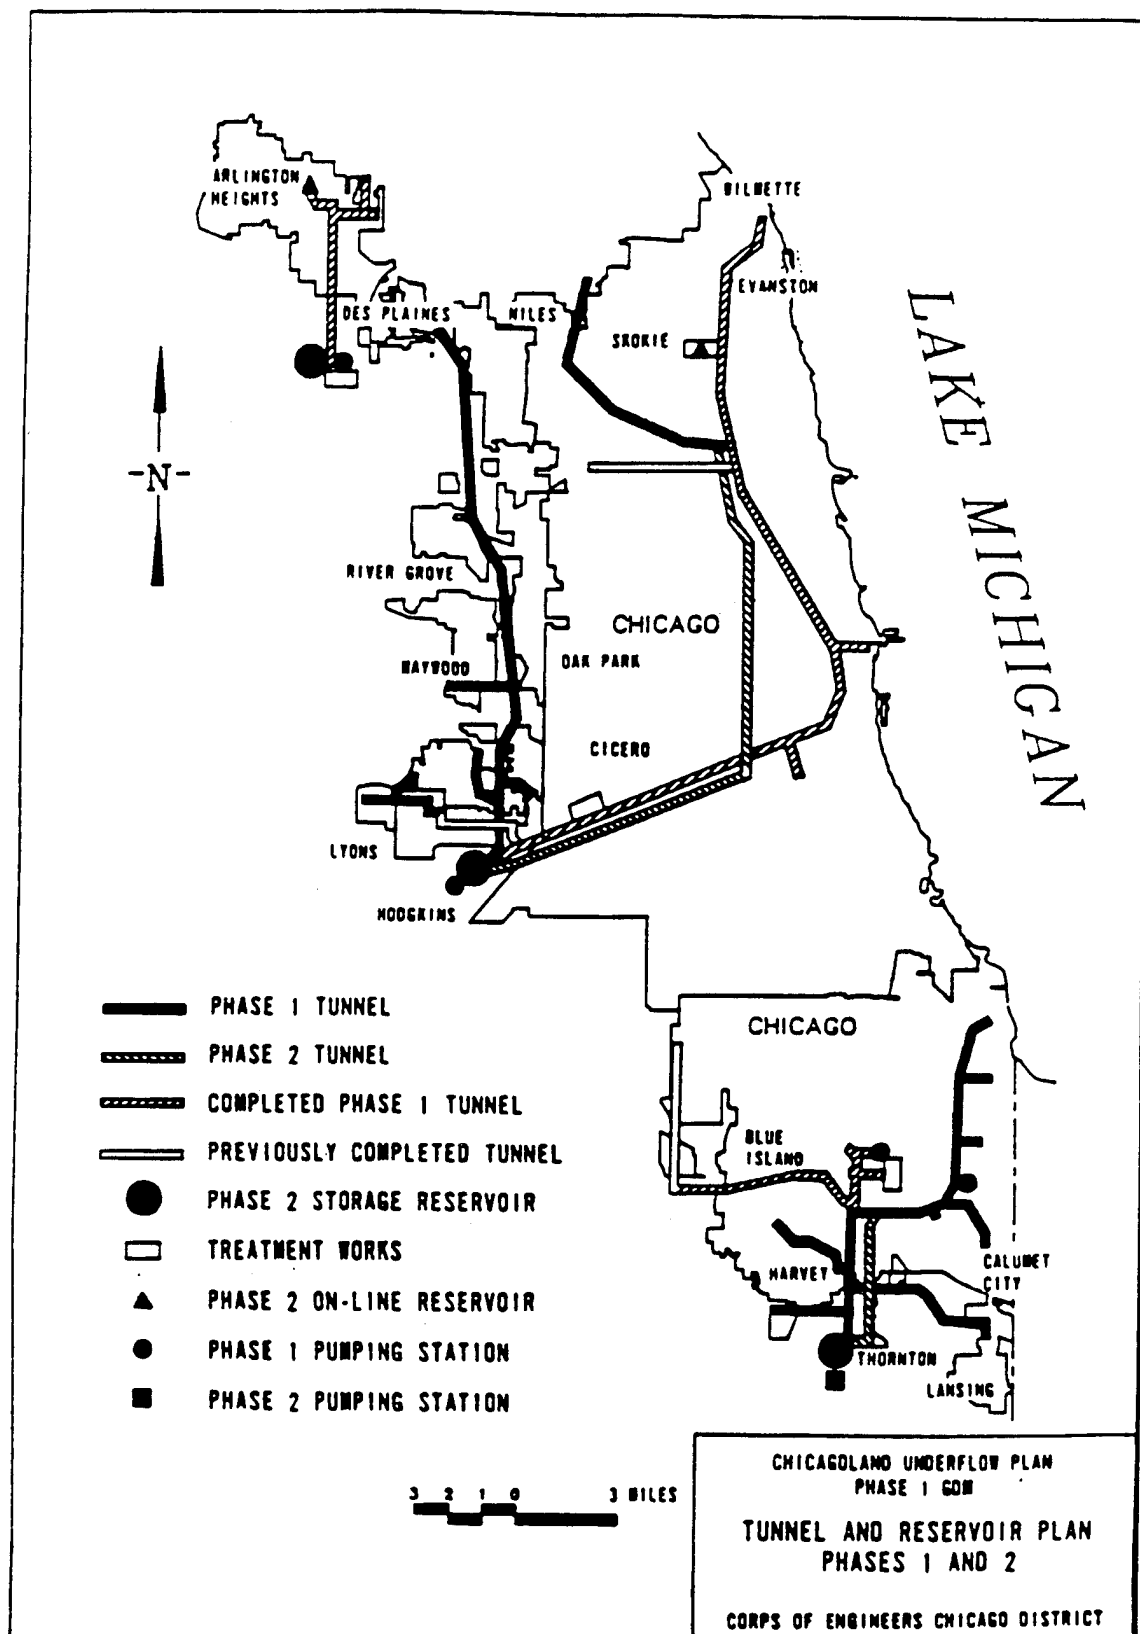 ARLINGTON
HEIGHTS
WILMETTE
EVANSTON
DES PLAINES
NILES
SKOKIE
LAKE MICHIGAN
-N-
RIVER GROVE
CHICAGO
MAYWOOD
OAK PARK
CICERO
LYONS
HODGKINS
PHASE 1 TUNNEL
PHASE 2 TUNNEL
COMPLETED PHASE 1 TUNNEL
PREVIOUSLY COMPLETED TUNNEL
PHASE 2 STORAGE RESERVOIR
TREATMENT WORKS
PHASE 2 ON-LINE RESERVOIR
PHASE 1 PUMPING STATION
PHASE 2 PUMPING STATION
CHICAGO
BLUE
ISLAND
HARVEY
CALUMET
CITY
THORNTON
LANSING
3 2 1 0 3 MILES
CHICAGOLAND UNDERFLOW PLAN
PHASE 1 GDM
TUNNEL AND RESERVOIR PLAN
PHASES 1 AND 2
CORPS OF ENGINEERS CHICAGO DISTRICT